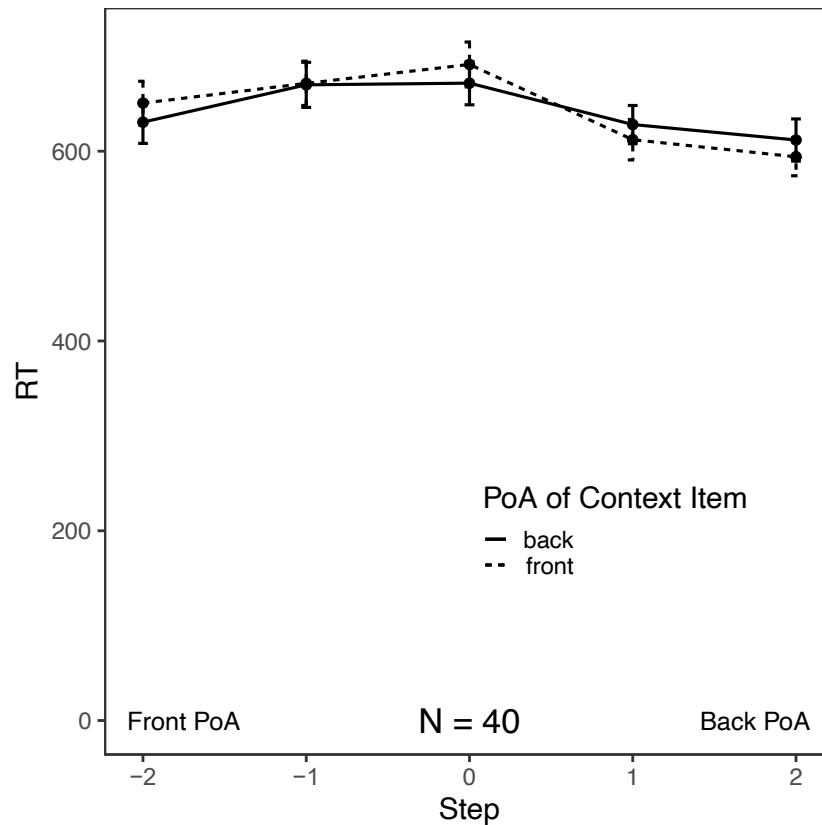 600
400
200
0
RT
PoA of Context Item
back
front
Front PoA
N = 40
Back PoA
−2
−1
0
1
2
Step